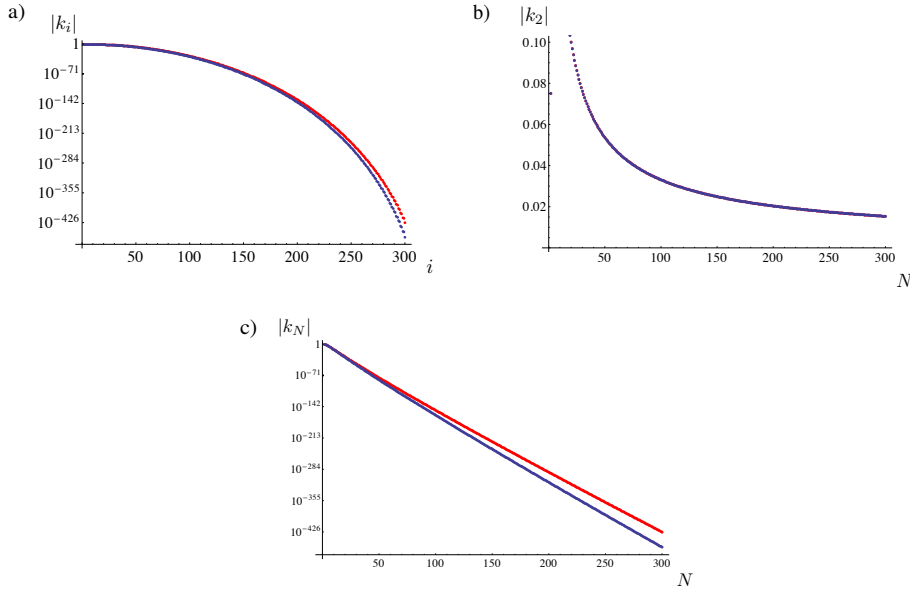 a)
|k_i|
1
10^{-71}
10^{-142}
10^{-213}
10^{-284}
10^{-355}
10^{-426}
50 100 150 200 250 300
i
b)
|k_2|
0.10
0.08
0.06
0.04
0.02
50 100 150 200 250 300
N
c)
|k_N|
1
10^{-71}
10^{-142}
10^{-213}
10^{-284}
10^{-355}
10^{-426}
50 100 150 200 250 300
N